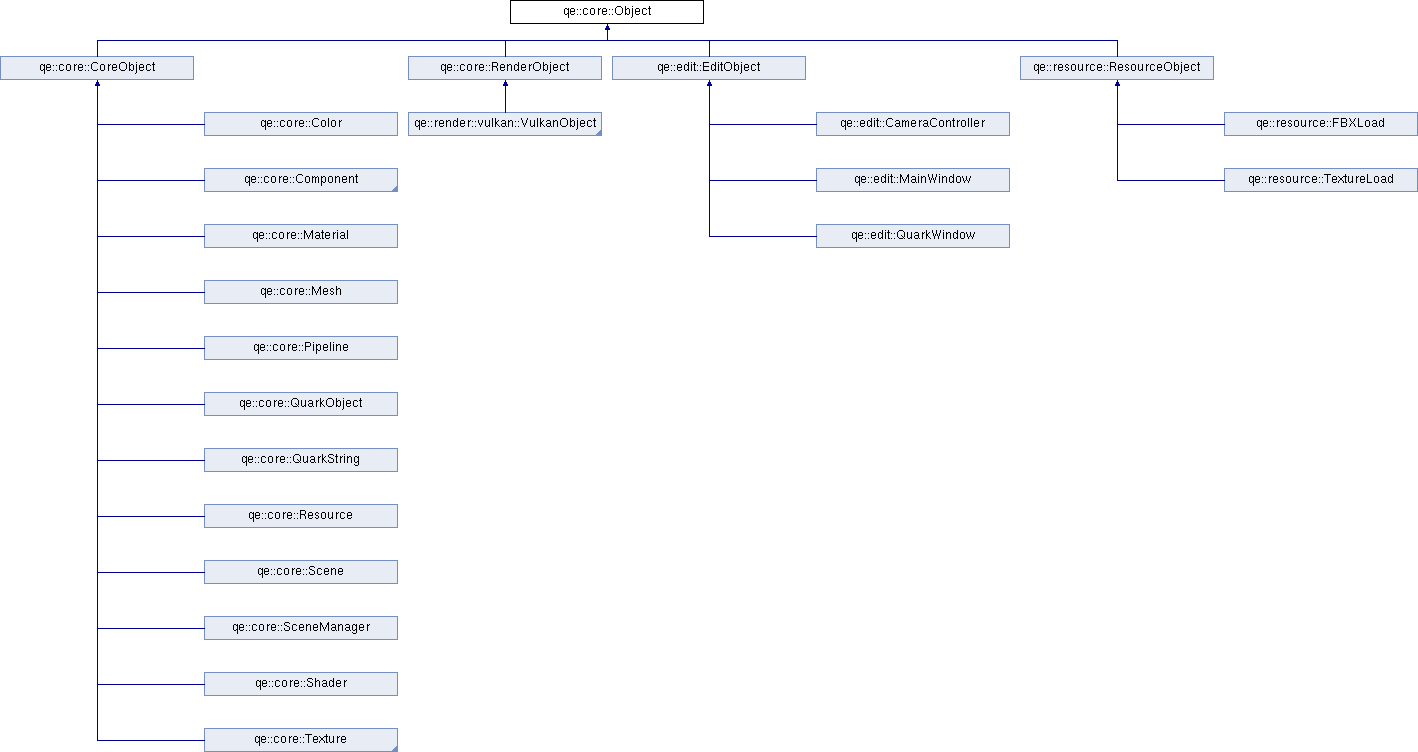 qe::core::Object
qe::core::CoreObject
qe::core::RenderObject
qe::edit::EditObject
qe::resource::ResourceObject
qe::core::Color
qe::render::vulkan::VulkanObject
qe::edit::CameraController
qe::resource::FBXLoad
qe::core::Component
qe::edit::MainWindow
qe::resource::TextureLoad
qe::core::Material
qe::edit::QuarkWindow
qe::core::Mesh
qe::core::Pipeline
qe::core::QuarkObject
qe::core::QuarkString
qe::core::Resource
qe::core::Scene
qe::core::SceneManager
qe::core::Shader
qe::core::Texture